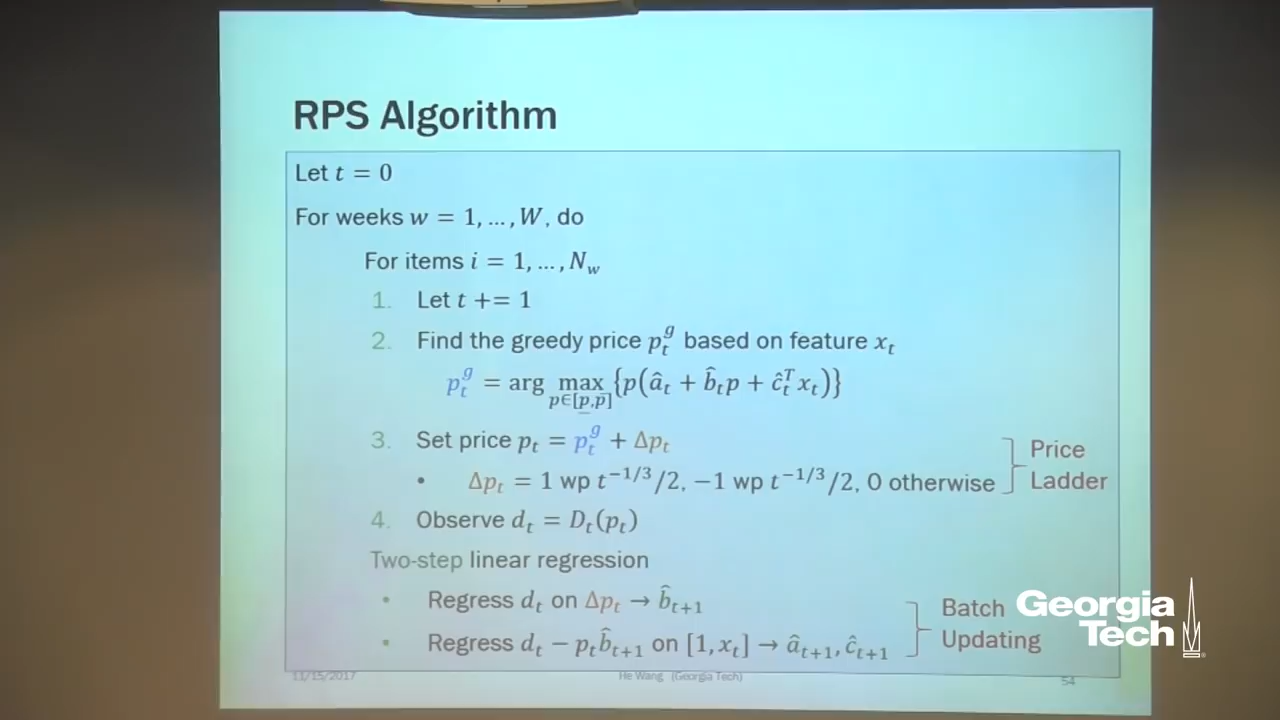 RPS Algorithm
Let t = 0
For weeks w = 1, ..., W, do
For items i = 1, ..., N_w
1. Let t += 1
2. Find the greedy price p_t^g based on feature x_t
p_t^g = arg max_{p∈[p̲,p̄]} {p(â_t + b̂_t p + ĉ_t^T x_t)}
3. Set price p_t = p_t^g + Δp_t
• Δp_t = 1 wp t^{-1/3}/2, −1 wp t^{-1/3}/2, 0 otherwise
Price
Ladder
4. Observe d_t = D_t(p_t)
Two-step linear regression
• Regress d_t on Δp_t → b̂_{t+1}
• Regress d_t − p_t b̂_{t+1} on [1, x_t] → â_{t+1}, ĉ_{t+1}
Batch
Updating
Georgia
Tech
11/15/2017
He Wang (Georgia Tech)
54